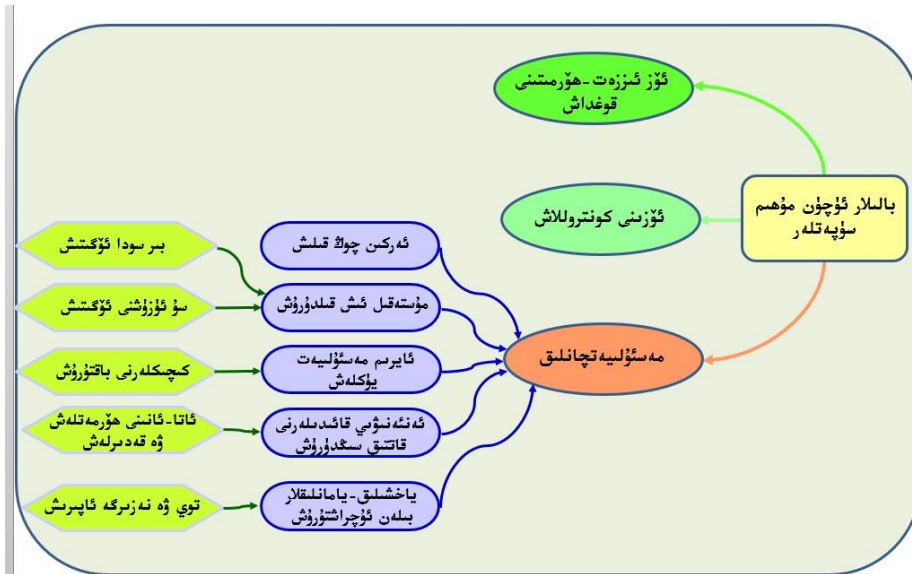 ئۆز ئىززەت-ھۆرمىتىنى
قوغداش
بالىلار ئۈچۈن مۇھىم
سۈپەتلەر
ئۆزىنى كونتروللاش
مەسئۇلىيەتچانلىق
ئەركىن چوڭ قىلىش
مۇستەقىل ئىش قىلدۇرۇش
ئايرىم مەسئۇلىيەت
يۈكلەش
ئەنئەنىۋىي قائىدىلەرنى
قاتتىق سىڭدۈرۈش
ياخشىلىق-يامانلىقلار
بىلەن ئۇچراشتۇرۇش
بىر سودا ئۆگىتىش
سۇ ئۈزۈشنى ئۆگىتىش
كىچىكلەرنى باقتۇرۇش
ئاتا-ئانىنى ھۆرمەتلەش
ۋە قەدىرلەش
توي ۋە نەزىرگە ئاپىرىش